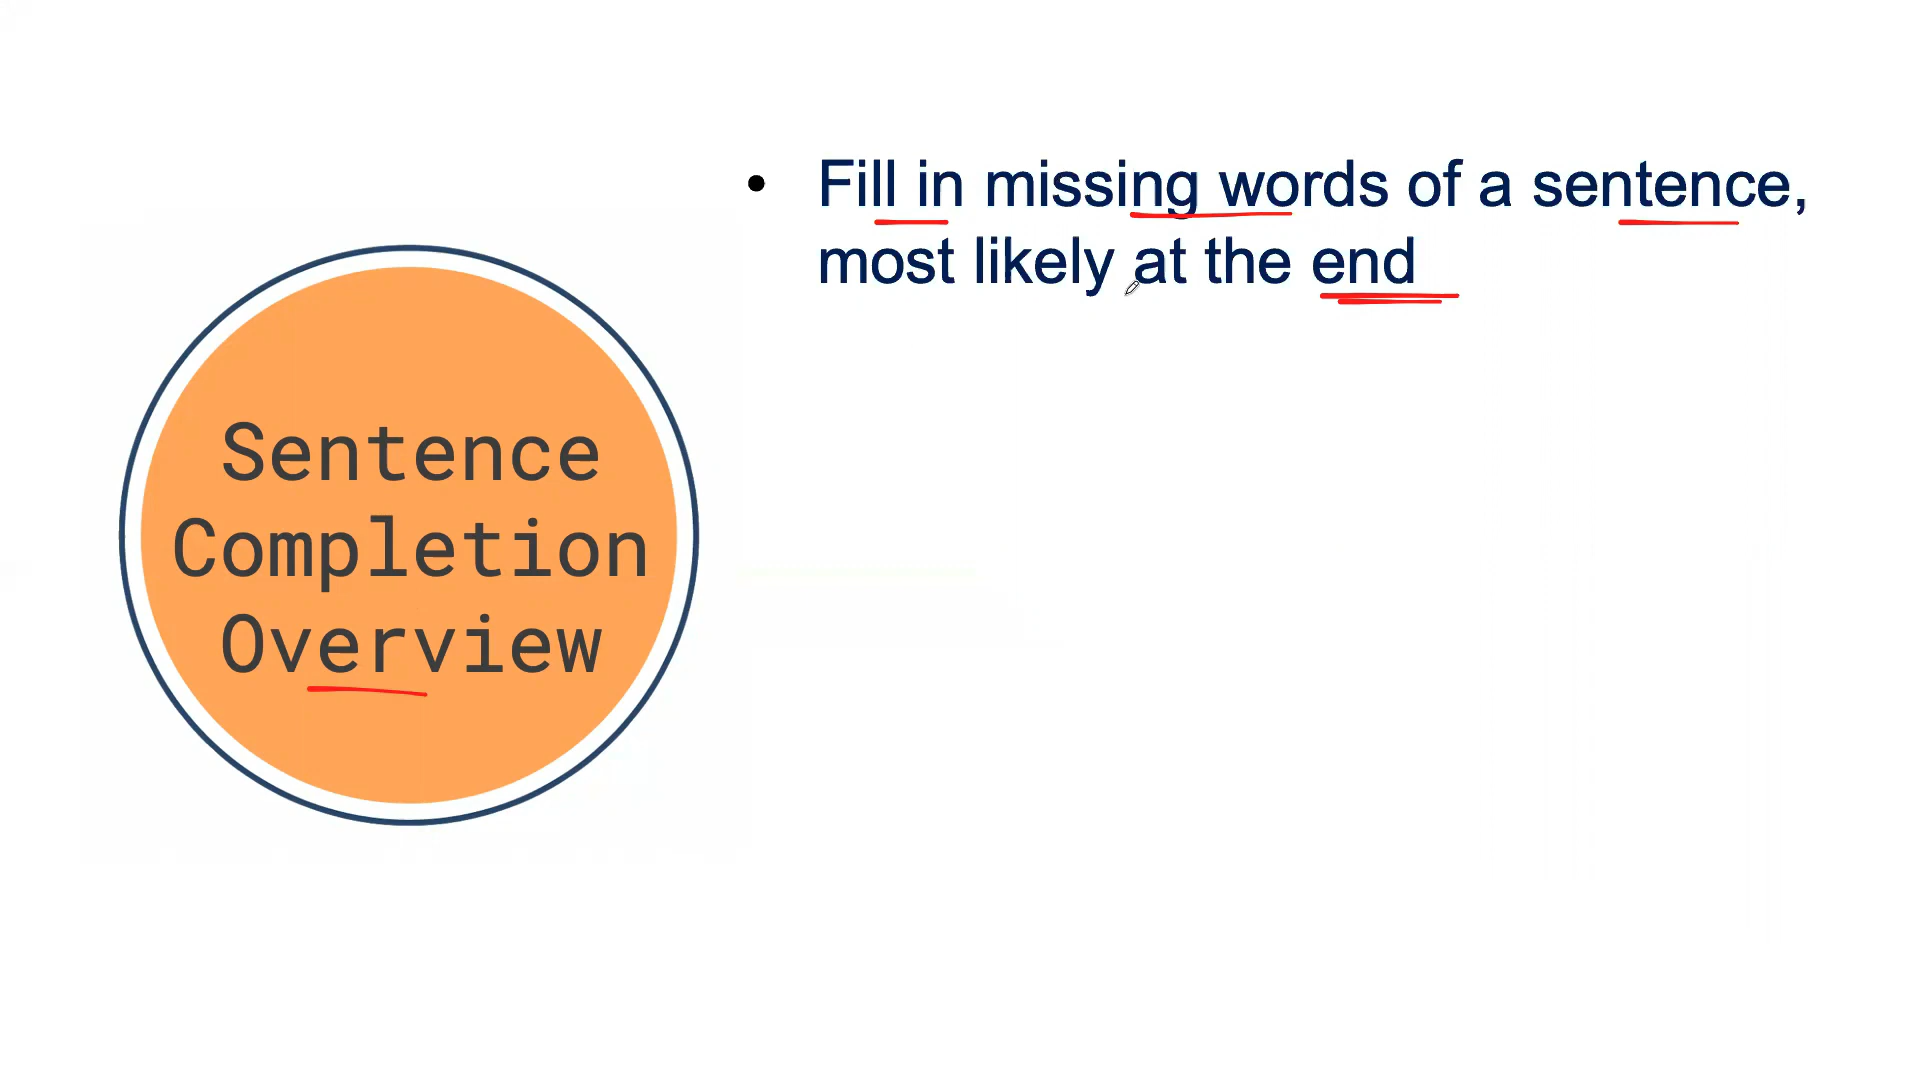 Sentence
Completion
Overview
• Fill in missing words of a sentence,
most likely at the end